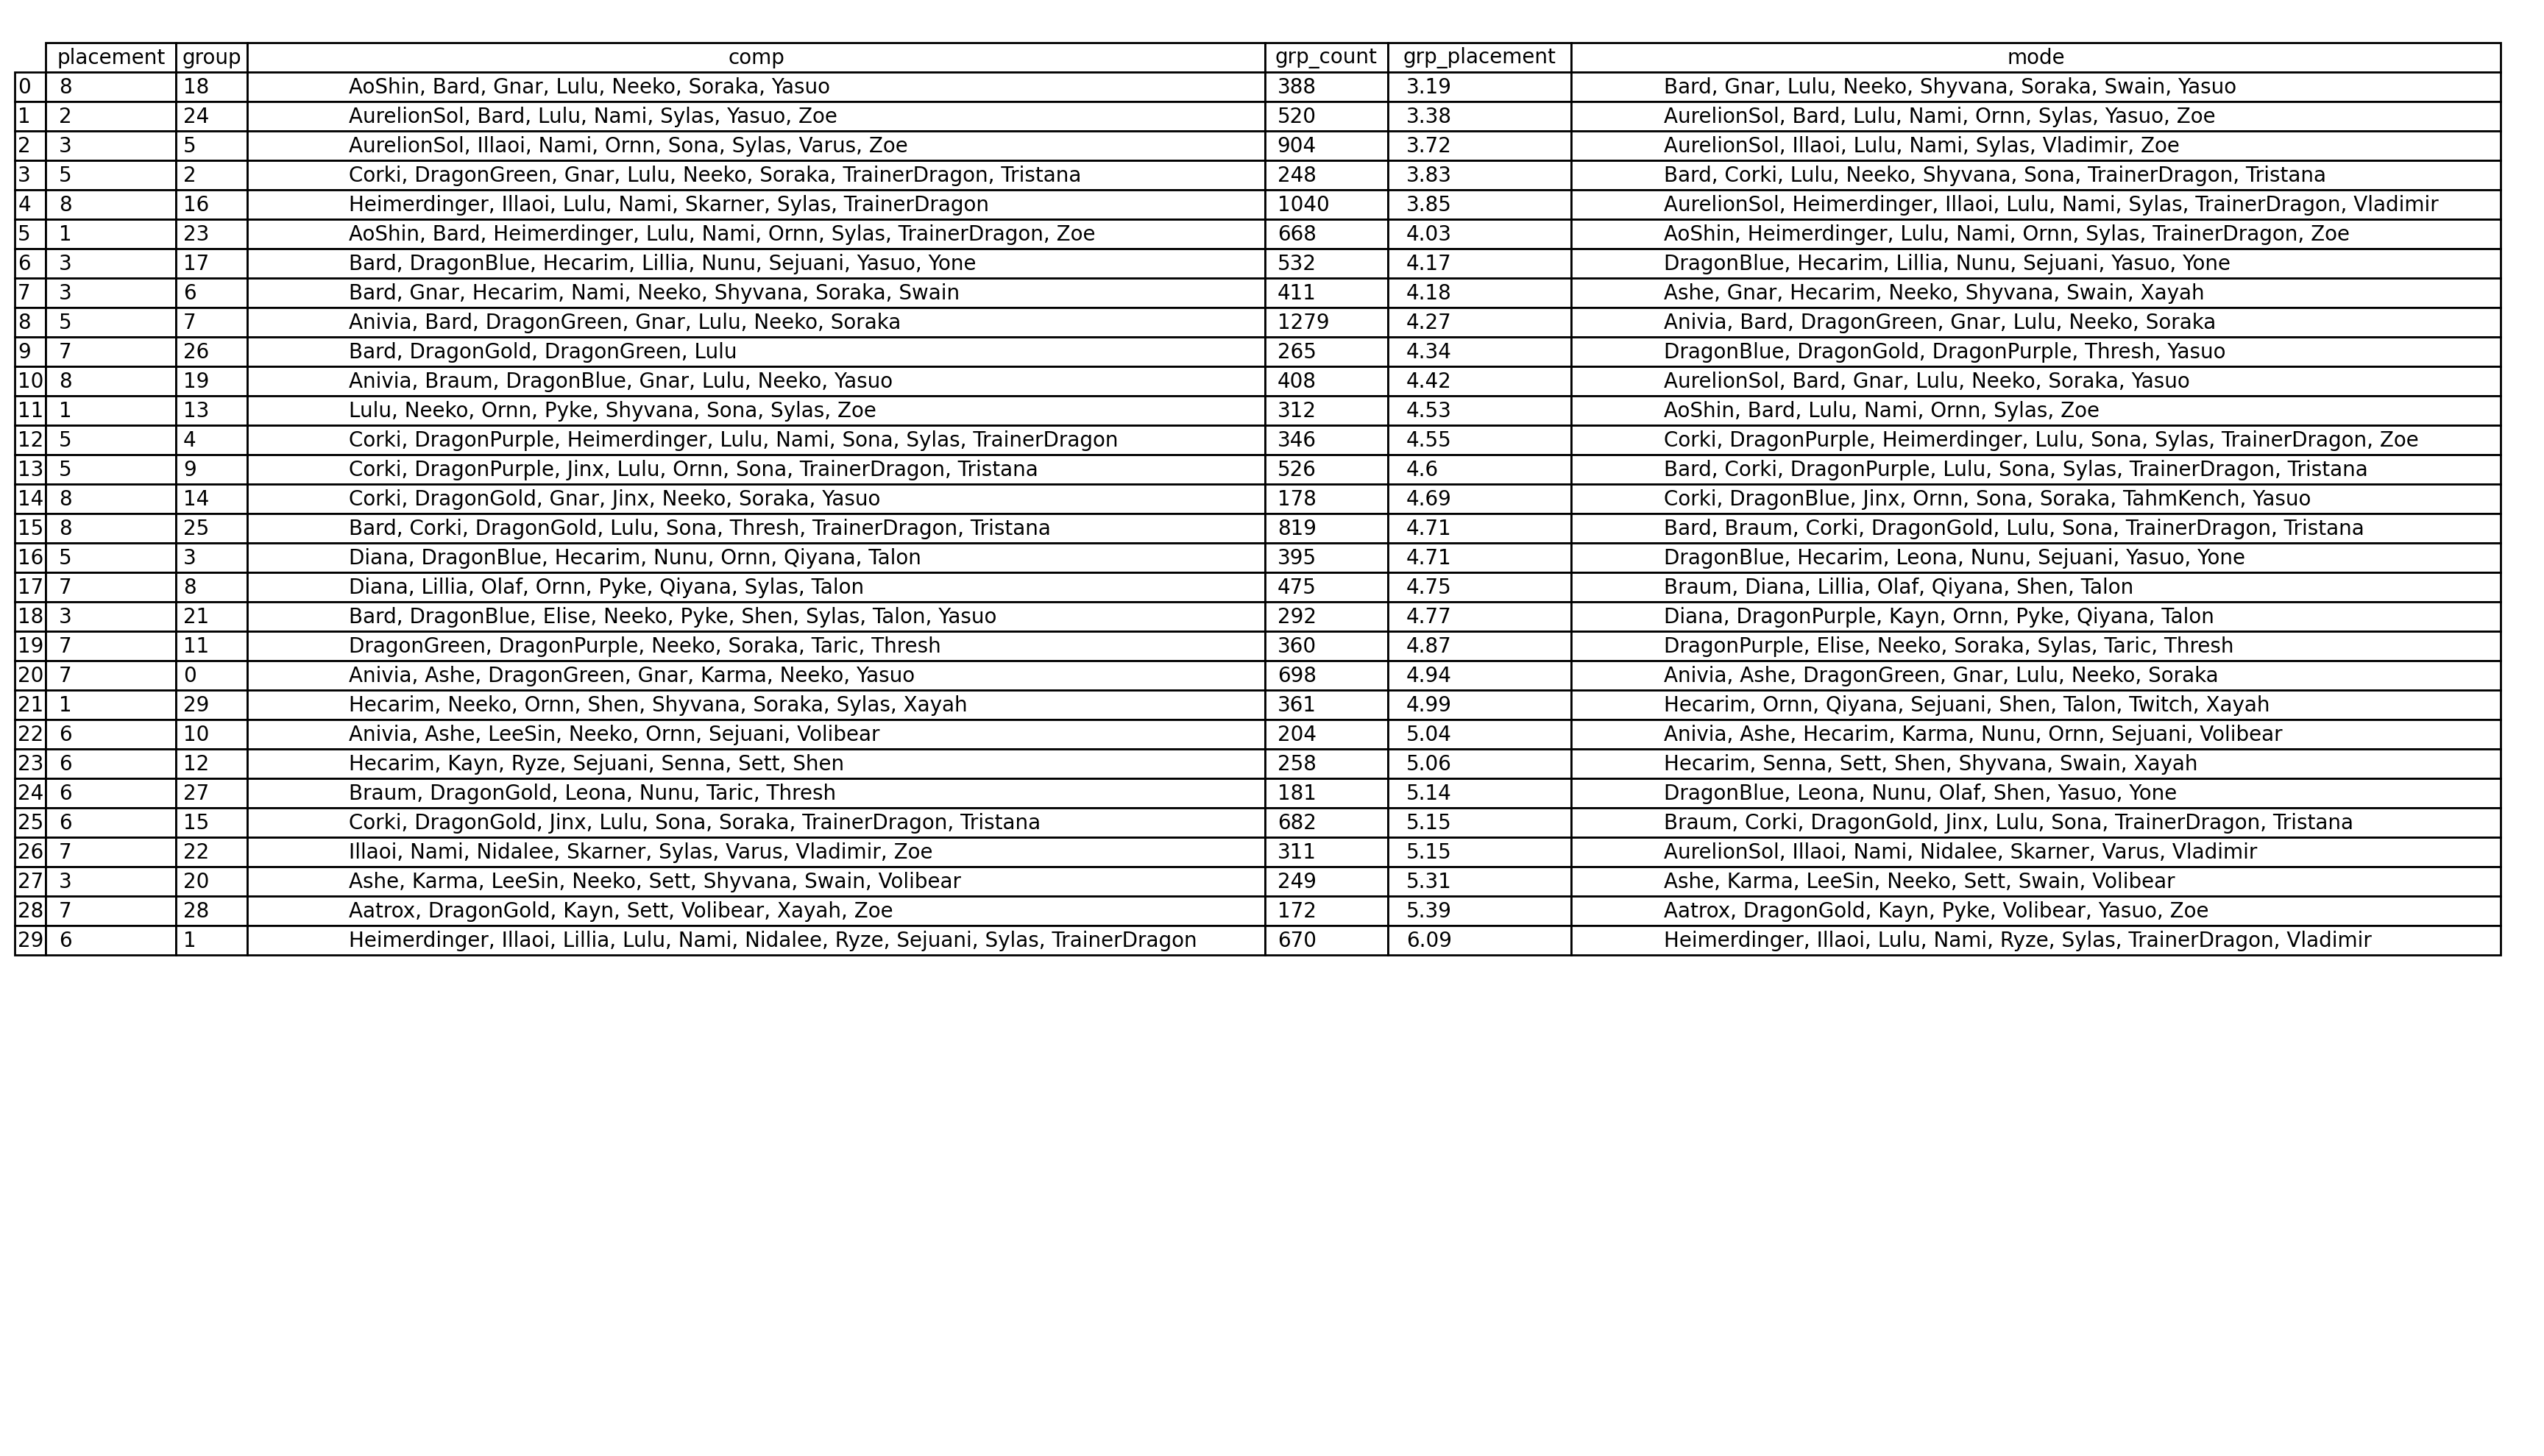 placement group comp grp_count grp_placement mode
0 8 18 AoShin, Bard, Gnar, Lulu, Neeko, Soraka, Yasuo 388 3.19 Bard, Gnar, Lulu, Neeko, Shyvana, Soraka, Swain, Yasuo
1 2 24 AurelionSol, Bard, Lulu, Nami, Sylas, Yasuo, Zoe 520 3.38 AurelionSol, Bard, Lulu, Nami, Ornn, Sylas, Yasuo, Zoe
2 3 5 AurelionSol, Illaoi, Nami, Ornn, Sona, Sylas, Varus, Zoe 904 3.72 AurelionSol, Illaoi, Lulu, Nami, Sylas, Vladimir, Zoe
3 5 2 Corki, DragonGreen, Gnar, Lulu, Neeko, Soraka, TrainerDragon, Tristana 248 3.83 Bard, Corki, Lulu, Neeko, Shyvana, Sona, TrainerDragon, Tristana
4 8 16 Heimerdinger, Illaoi, Lulu, Nami, Skarner, Sylas, TrainerDragon 1040 3.85 AurelionSol, Heimerdinger, Illaoi, Lulu, Nami, Sylas, TrainerDragon, Vladimir
5 1 23 AoShin, Bard, Heimerdinger, Lulu, Nami, Ornn, Sylas, TrainerDragon, Zoe 668 4.03 AoShin, Heimerdinger, Lulu, Nami, Ornn, Sylas, TrainerDragon, Zoe
6 3 17 Bard, DragonBlue, Hecarim, Lillia, Nunu, Sejuani, Yasuo, Yone 532 4.17 DragonBlue, Hecarim, Lillia, Nunu, Sejuani, Yasuo, Yone
7 3 6 Bard, Gnar, Hecarim, Nami, Neeko, Shyvana, Soraka, Swain 411 4.18 Ashe, Gnar, Hecarim, Neeko, Shyvana, Swain, Xayah
8 5 7 Anivia, Bard, DragonGreen, Gnar, Lulu, Neeko, Soraka 1279 4.27 Anivia, Bard, DragonGreen, Gnar, Lulu, Neeko, Soraka
9 7 26 Bard, DragonGold, DragonGreen, Lulu 265 4.34 DragonBlue, DragonGold, DragonPurple, Thresh, Yasuo
10 8 19 Anivia, Braum, DragonBlue, Gnar, Lulu, Neeko, Yasuo 408 4.42 AurelionSol, Bard, Gnar, Lulu, Neeko, Soraka, Yasuo
11 1 13 Lulu, Neeko, Ornn, Pyke, Shyvana, Sona, Sylas, Zoe 312 4.53 AoShin, Bard, Lulu, Nami, Ornn, Sylas, Zoe
12 5 4 Corki, DragonPurple, Heimerdinger, Lulu, Nami, Sona, Sylas, TrainerDragon 346 4.55 Corki, DragonPurple, Heimerdinger, Lulu, Sona, Sylas, TrainerDragon, Zoe
13 5 9 Corki, DragonPurple, Jinx, Lulu, Ornn, Sona, TrainerDragon, Tristana 526 4.6 Bard, Corki, DragonPurple, Lulu, Sona, Sylas, TrainerDragon, Tristana
14 8 14 Corki, DragonGold, Gnar, Jinx, Neeko, Soraka, Yasuo 178 4.69 Corki, DragonBlue, Jinx, Ornn, Sona, Soraka, TahmKench, Yasuo
15 8 25 Bard, Corki, DragonGold, Lulu, Sona, Thresh, TrainerDragon, Tristana 819 4.71 Bard, Braum, Corki, DragonGold, Lulu, Sona, TrainerDragon, Tristana
16 5 3 Diana, DragonBlue, Hecarim, Nunu, Ornn, Qiyana, Talon 395 4.71 DragonBlue, Hecarim, Leona, Nunu, Sejuani, Yasuo, Yone
17 7 8 Diana, Lillia, Olaf, Ornn, Pyke, Qiyana, Sylas, Talon 475 4.75 Braum, Diana, Lillia, Olaf, Qiyana, Shen, Talon
18 3 21 Bard, DragonBlue, Elise, Neeko, Pyke, Shen, Sylas, Talon, Yasuo 292 4.77 Diana, DragonPurple, Kayn, Ornn, Pyke, Qiyana, Talon
19 7 11 DragonGreen, DragonPurple, Neeko, Soraka, Taric, Thresh 360 4.87 DragonPurple, Elise, Neeko, Soraka, Sylas, Taric, Thresh
20 7 0 Anivia, Ashe, DragonGreen, Gnar, Karma, Neeko, Yasuo 698 4.94 Anivia, Ashe, DragonGreen, Gnar, Lulu, Neeko, Soraka
21 1 29 Hecarim, Neeko, Ornn, Shen, Shyvana, Soraka, Sylas, Xayah 361 4.99 Hecarim, Ornn, Qiyana, Sejuani, Shen, Talon, Twitch, Xayah
22 6 10 Anivia, Ashe, LeeSin, Neeko, Ornn, Sejuani, Volibear 204 5.04 Anivia, Ashe, Hecarim, Karma, Nunu, Ornn, Sejuani, Volibear
23 6 12 Hecarim, Kayn, Ryze, Sejuani, Senna, Sett, Shen 258 5.06 Hecarim, Senna, Sett, Shen, Shyvana, Swain, Xayah
24 6 27 Braum, DragonGold, Leona, Nunu, Taric, Thresh 181 5.14 DragonBlue, Leona, Nunu, Olaf, Shen, Yasuo, Yone
25 6 15 Corki, DragonGold, Jinx, Lulu, Sona, Soraka, TrainerDragon, Tristana 682 5.15 Braum, Corki, DragonGold, Jinx, Lulu, Sona, TrainerDragon, Tristana
26 7 22 Illaoi, Nami, Nidalee, Skarner, Sylas, Varus, Vladimir, Zoe 311 5.15 AurelionSol, Illaoi, Nami, Nidalee, Skarner, Varus, Vladimir
27 3 20 Ashe, Karma, LeeSin, Neeko, Sett, Shyvana, Swain, Volibear 249 5.31 Ashe, Karma, LeeSin, Neeko, Sett, Swain, Volibear
28 7 28 Aatrox, DragonGold, Kayn, Sett, Volibear, Xayah, Zoe 172 5.39 Aatrox, DragonGold, Kayn, Pyke, Volibear, Yasuo, Zoe
29 6 1 Heimerdinger, Illaoi, Lillia, Lulu, Nami, Nidalee, Ryze, Sejuani, Sylas, TrainerDragon 670 6.09 Heimerdinger, Illaoi, Lulu, Nami, Ryze, Sylas, TrainerDragon, Vladimir